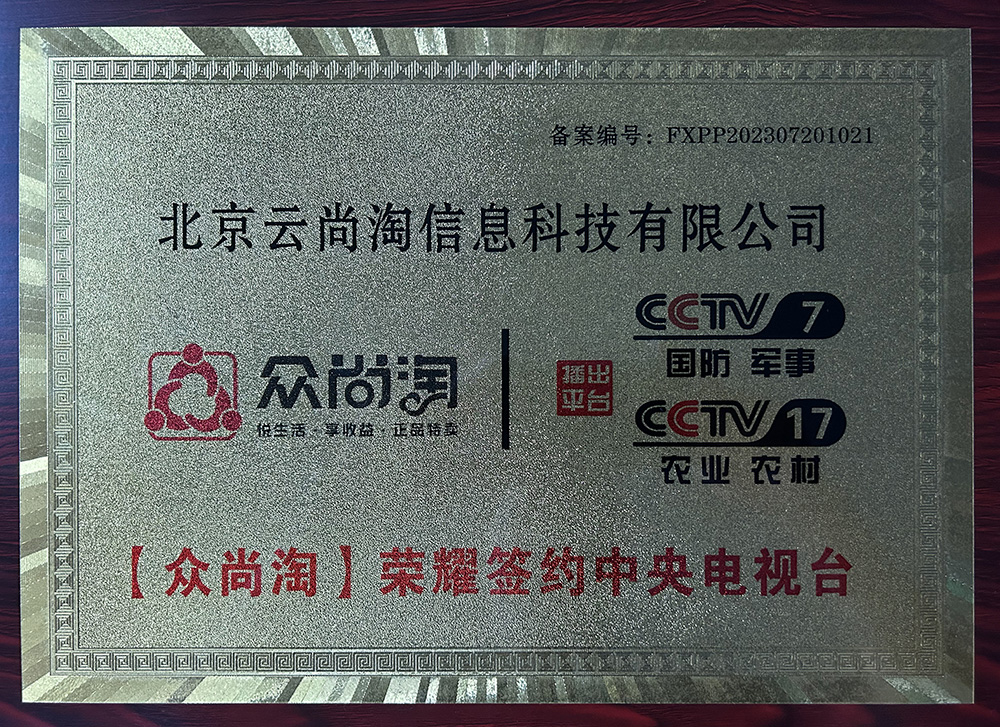 备案编号：FXPP202307201021
北京云尚淘信息科技有限公司
众尚淘
悦生活·享收益·正品特卖
播出
平台
CCTV 7
国防 军事
CCTV 17
农业 农村
【众尚淘】荣耀签约中央电视台